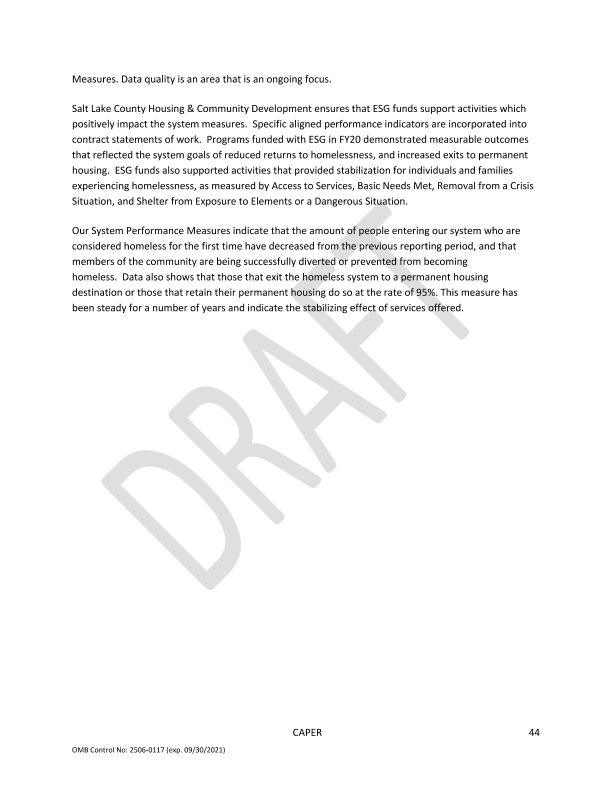 Measures. Data quality is an area that is an ongoing focus.
Salt Lake County Housing & Community Development ensures that ESG funds support activities which
positively impact the system measures.  Specific aligned performance indicators are incorporated into
contract statements of work.  Programs funded with ESG in FY20 demonstrated measurable outcomes
that reflected the system goals of reduced returns to homelessness, and increased exits to permanent
housing.  ESG funds also supported activities that provided stabilization for individuals and families
experiencing homelessness, as measured by Access to Services, Basic Needs Met, Removal from a Crisis
Situation, and Shelter from Exposure to Elements or a Dangerous Situation.
Our System Performance Measures indicate that the amount of people entering our system who are
considered homeless for the first time have decreased from the previous reporting period, and that
members of the community are being successfully diverted or prevented from becoming
homeless.  Data also shows that those that exit the homeless system to a permanent housing
destination or those that retain their permanent housing do so at the rate of 95%. This measure has
been steady for a number of years and indicate the stabilizing effect of services offered.
DRAFT
CAPER 44
OMB Control No: 2506-0117 (exp. 09/30/2021)